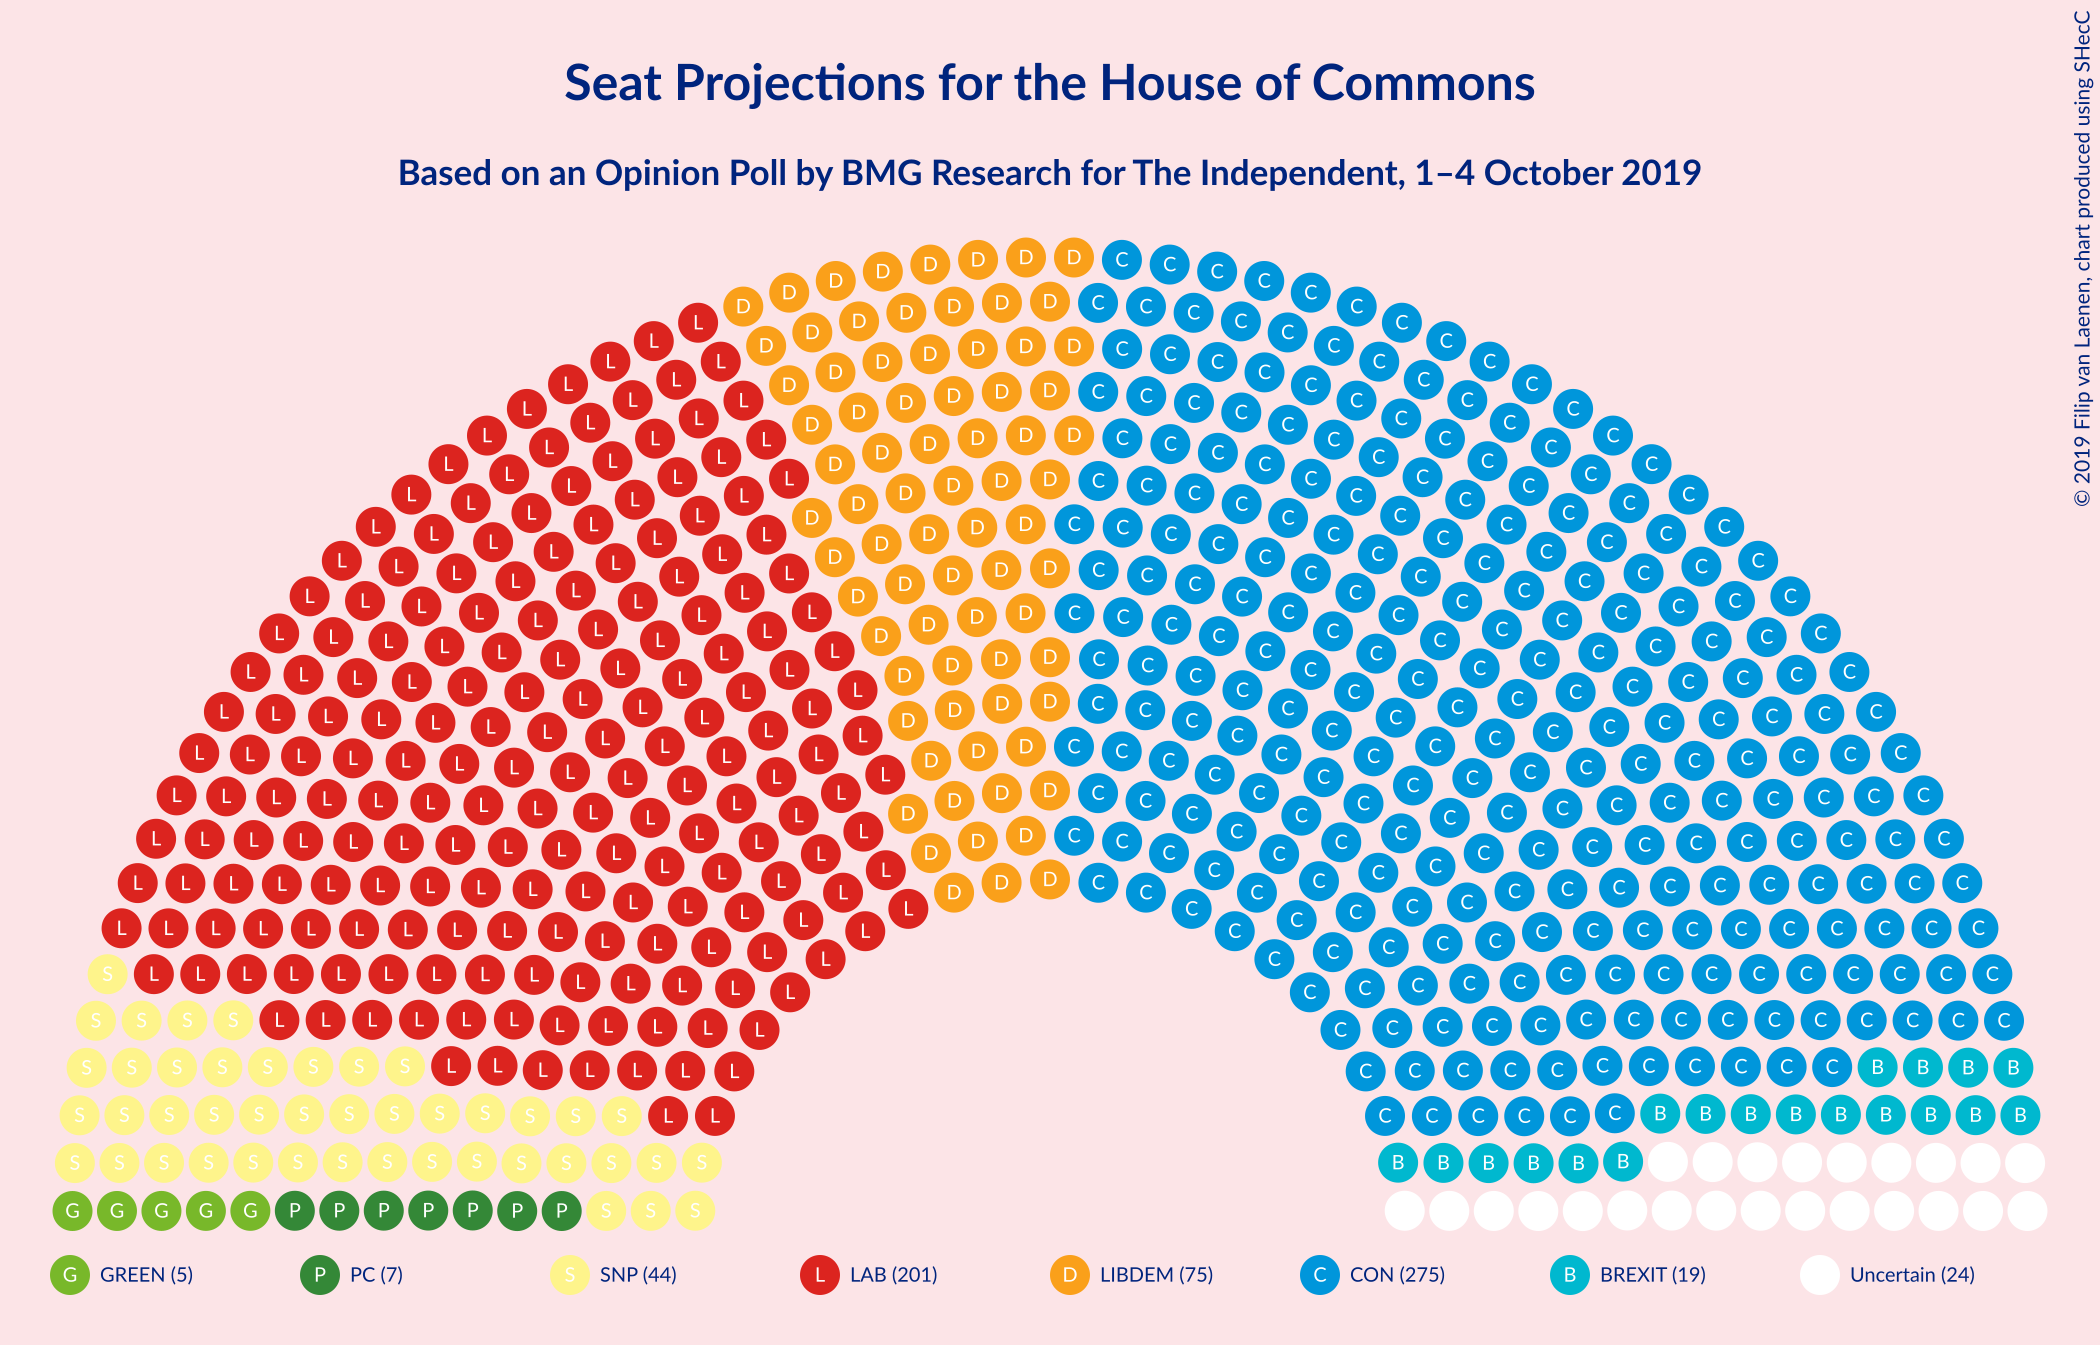 Seat Projections for the House of Commons
Based on an Opinion Poll by BMG Research for The Independent, 1–4 October 2019
© 2019 Filip van Laenen, chart produced using SHecC
G GREEN (5)
P PC (7)
S SNP (44)
L LAB (201)
D LIBDEM (75)
C CON (275)
B BREXIT (19)
Uncertain (24)